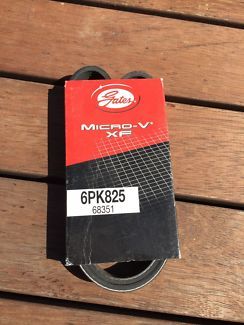 Gates
MICRO-V®
XF
6PK825
68351